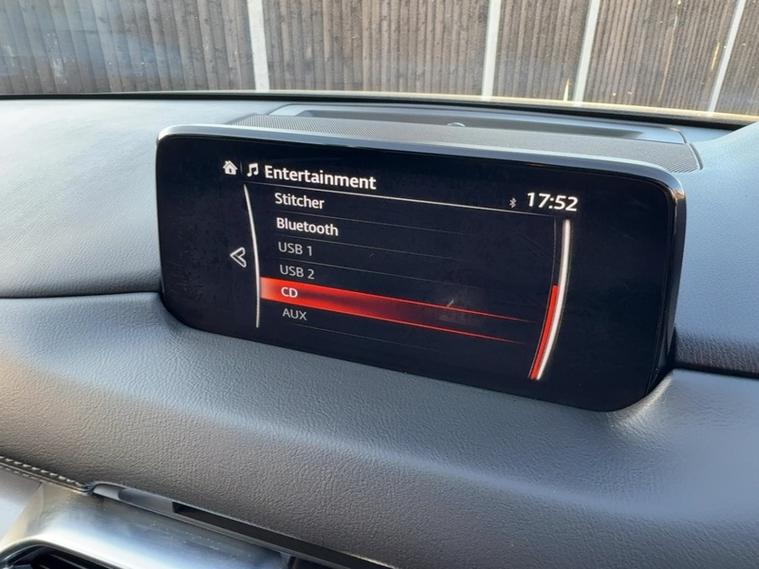 Entertainment
17:52
Stitcher
Bluetooth
USB 1
USB 2
CD
AUX